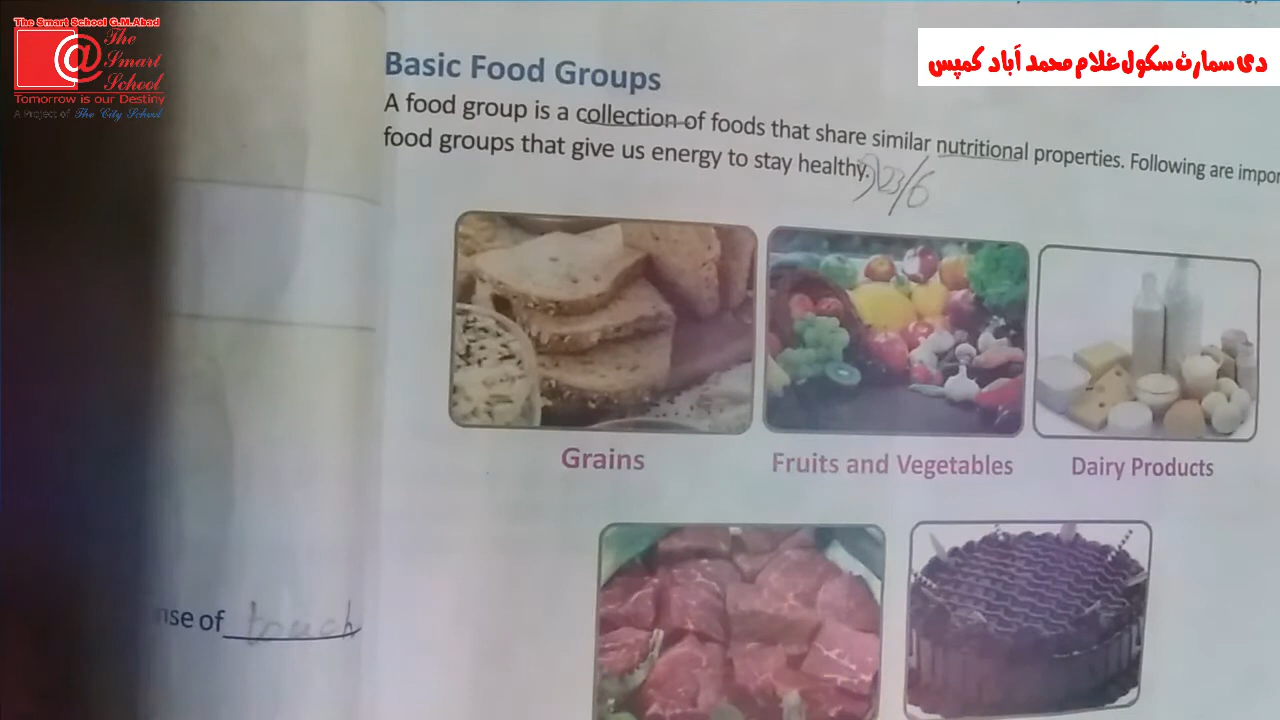 The Smart School G.M.Abad
The
Smart
School
Tomorrow is our Destiny
A Project of The City School
دی سمارٹ سکول غلام محمد آباد کمپس
Basic Food Groups
A food group is a collection of foods that share similar nutritional properties. Following are impor
food groups that give us energy to stay healthy.
23/6
Grains
Fruits and Vegetables
Dairy Products
nse of touch